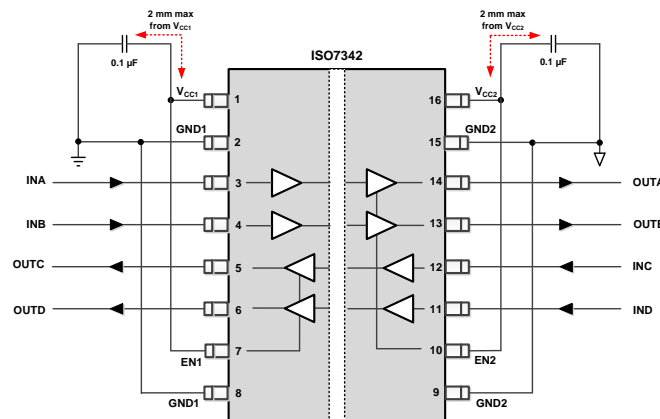 2 mm max
from VCC1
2 mm max
from VCC2
0.1 µF
0.1 µF
ISO7342
VCC1
1
16
VCC2
GND1
2
15
GND2
INA
3
14
OUTA
INB
4
13
OUTB
OUTC
5
12
INC
OUTD
6
11
IND
EN1
7
10
EN2
GND1
8
9
GND2